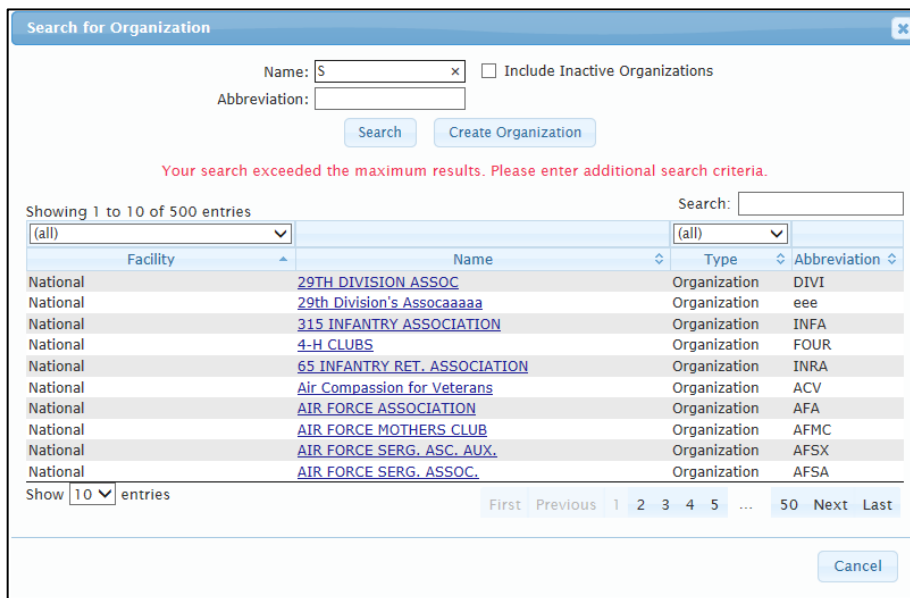 Search for Organization
Name: S × Include Inactive Organizations
Abbreviation:
Search Create Organization
Your search exceeded the maximum results. Please enter additional search criteria.
Showing 1 to 10 of 500 entries Search:
(all) (all)
Facility Name Type Abbreviation
National 29TH DIVISION ASSOC Organization DIVI
National 29th Division's Assocaaaaa Organization eee
National 315 INFANTRY ASSOCIATION Organization INFA
National 4-H CLUBS Organization FOUR
National 65 INFANTRY RET. ASSOCIATION Organization INRA
National Air Compassion for Veterans Organization ACV
National AIR FORCE ASSOCIATION Organization AFA
National AIR FORCE MOTHERS CLUB Organization AFMC
National AIR FORCE SERG. ASC. AUX. Organization AFSX
National AIR FORCE SERG. ASSOC. Organization AFSA
Show 10 entries First Previous 1 2 3 4 5 ... 50 Next Last
Cancel